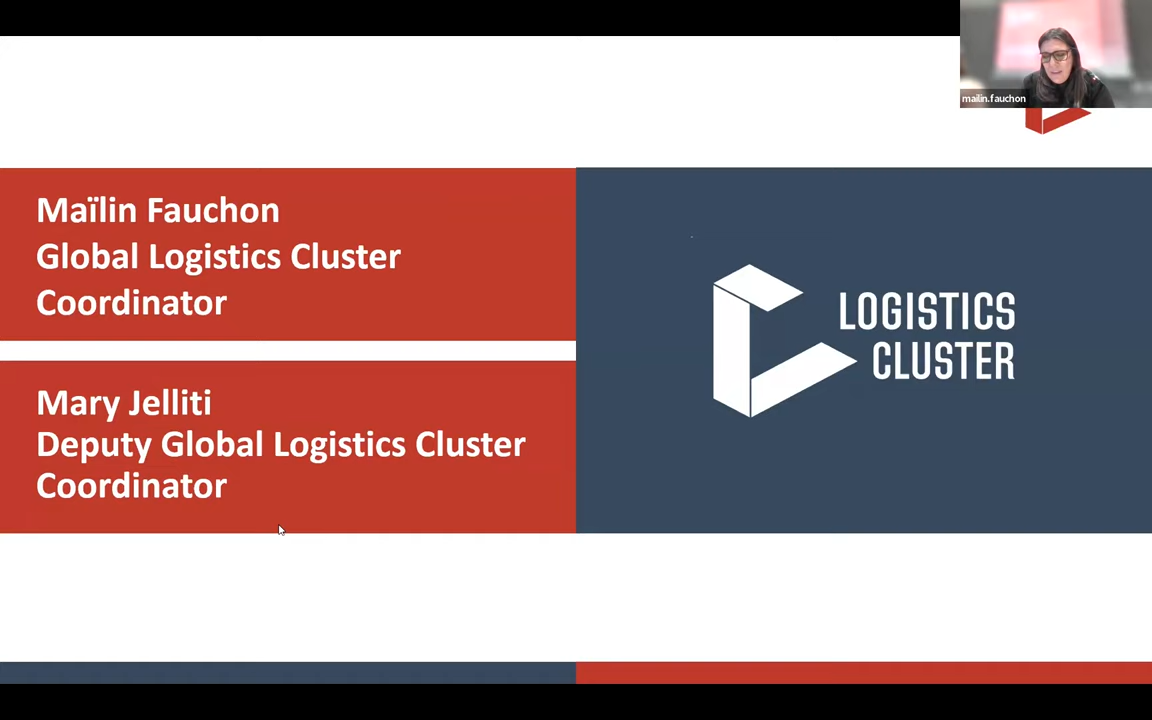 mailin.fauchon
Maïlin Fauchon
Global Logistics Cluster
Coordinator
Mary Jelliti
Deputy Global Logistics Cluster
Coordinator
LOGISTICS
CLUSTER